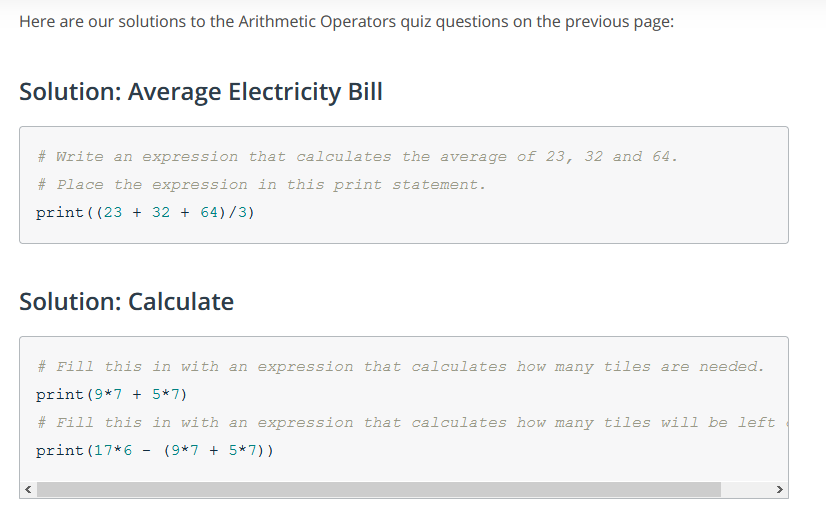 Here are our solutions to the Arithmetic Operators quiz questions on the previous page:
Solution: Average Electricity Bill
# Write an expression that calculates the average of 23, 32 and 64.
# Place the expression in this print statement.
print((23 + 32 + 64)/3)
Solution: Calculate
# Fill this in with an expression that calculates how many tiles are needed.
print(9*7 + 5*7)
# Fill this in with an expression that calculates how many tiles will be left
print(17*6 - (9*7 + 5*7))